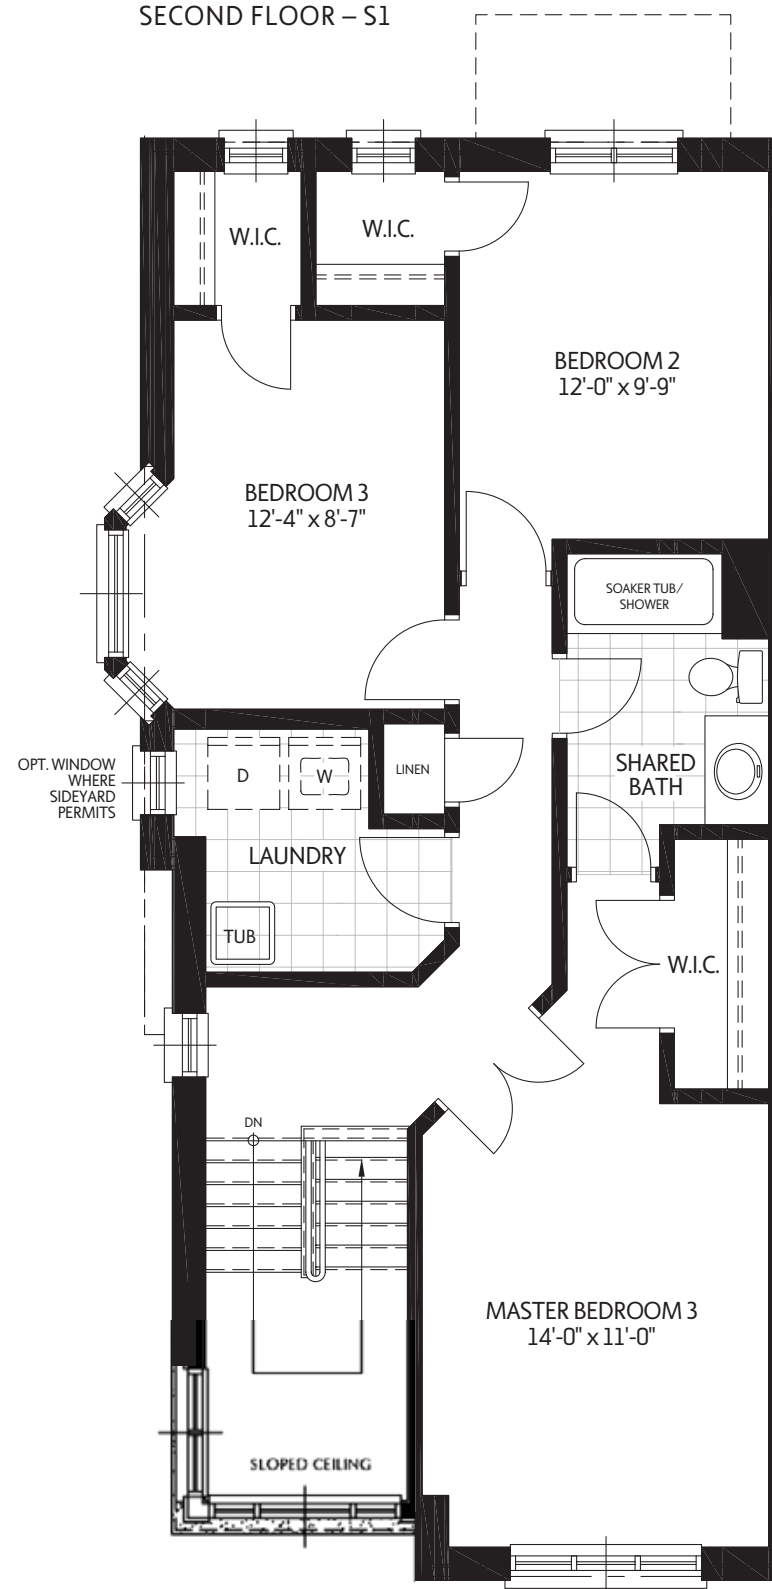 SECOND FLOOR – S1
W.I.C.
W.I.C.
BEDROOM 2
12'-0" x 9'-9"
BEDROOM 3
12'-4" x 8'-7"
SOAKER TUB/
SHOWER
OPT. WINDOW
WHERE
SIDEYARD
PERMITS
D
W
LINEN
SHARED
BATH
LAUNDRY
TUB
W.I.C.
DN
MASTER BEDROOM 3
14'-0" x 11'-0"
SLOPED CEILING